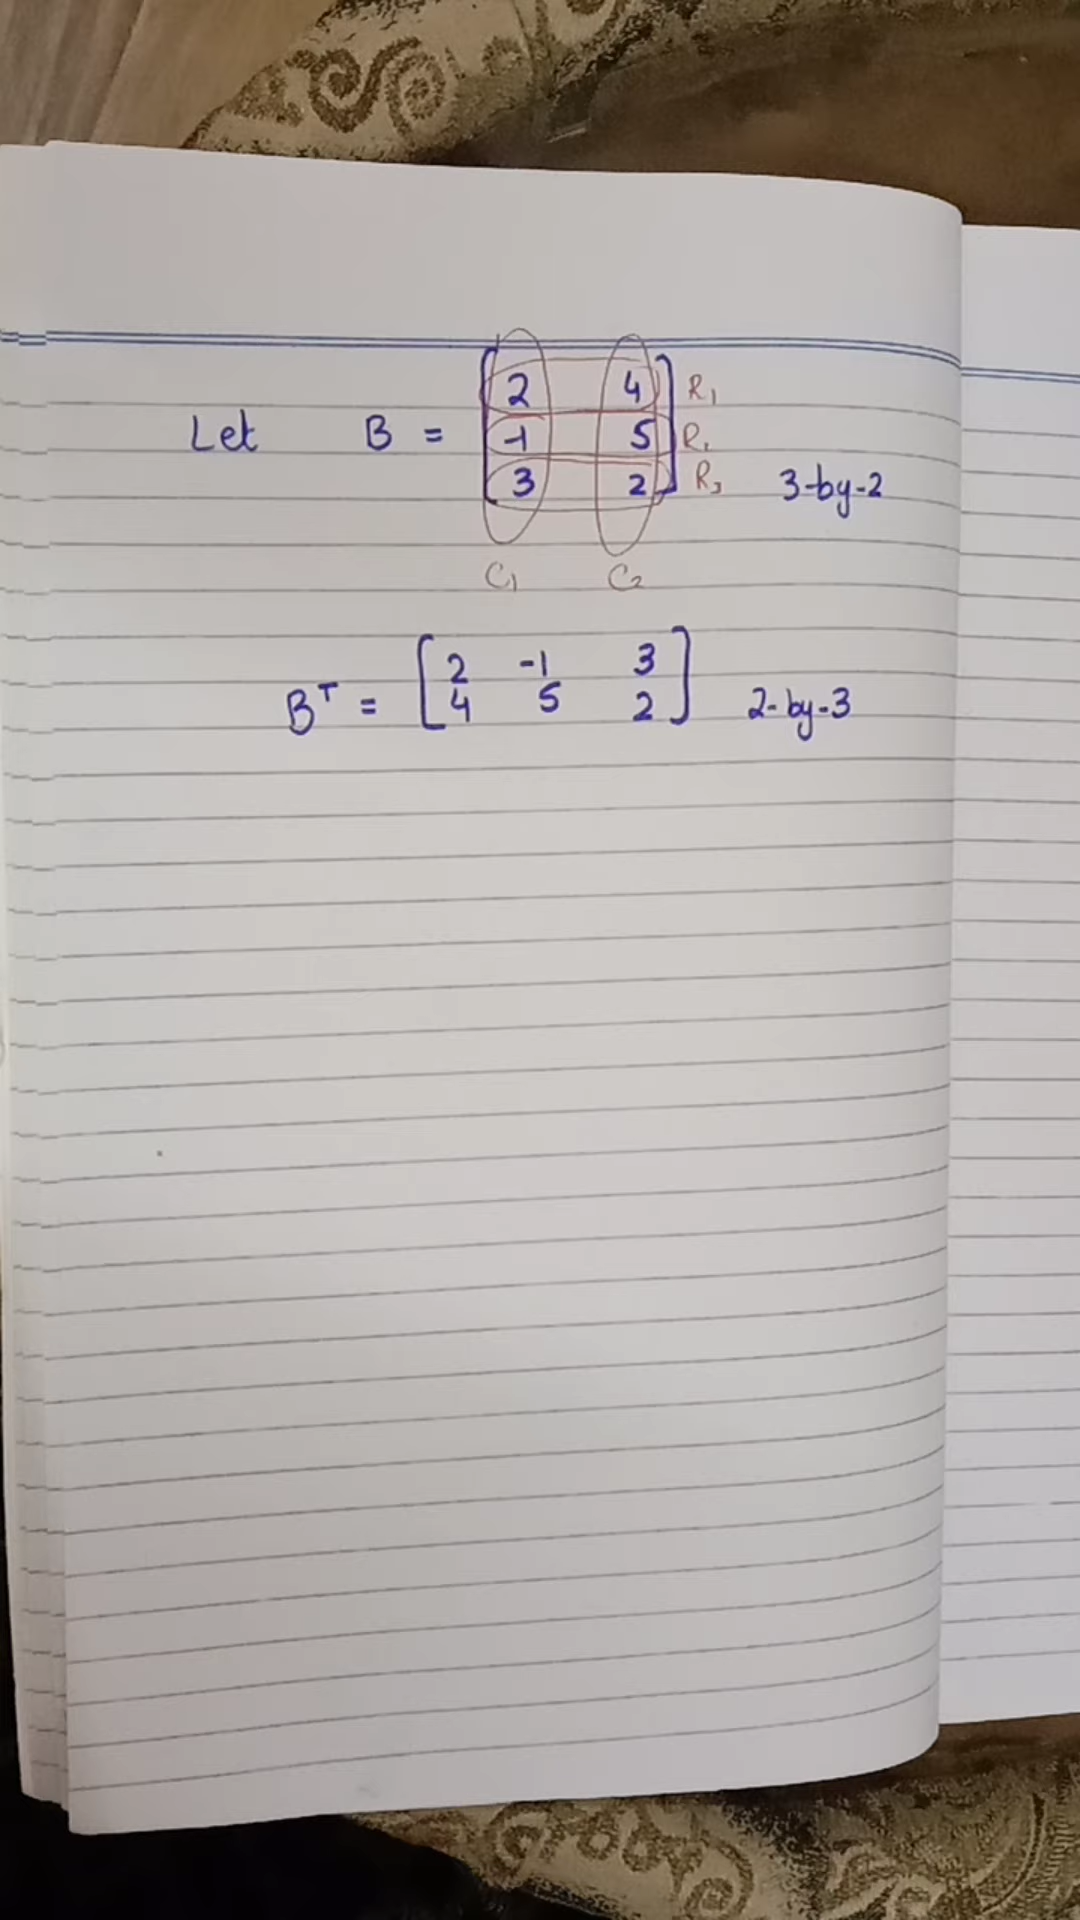 2 4 R₁
Let B = -1 5 R₂
3 2 R₃ 3-by-2
C₁ C₂
2 -1 3
Bᵀ = 4 5 2 2-by-3